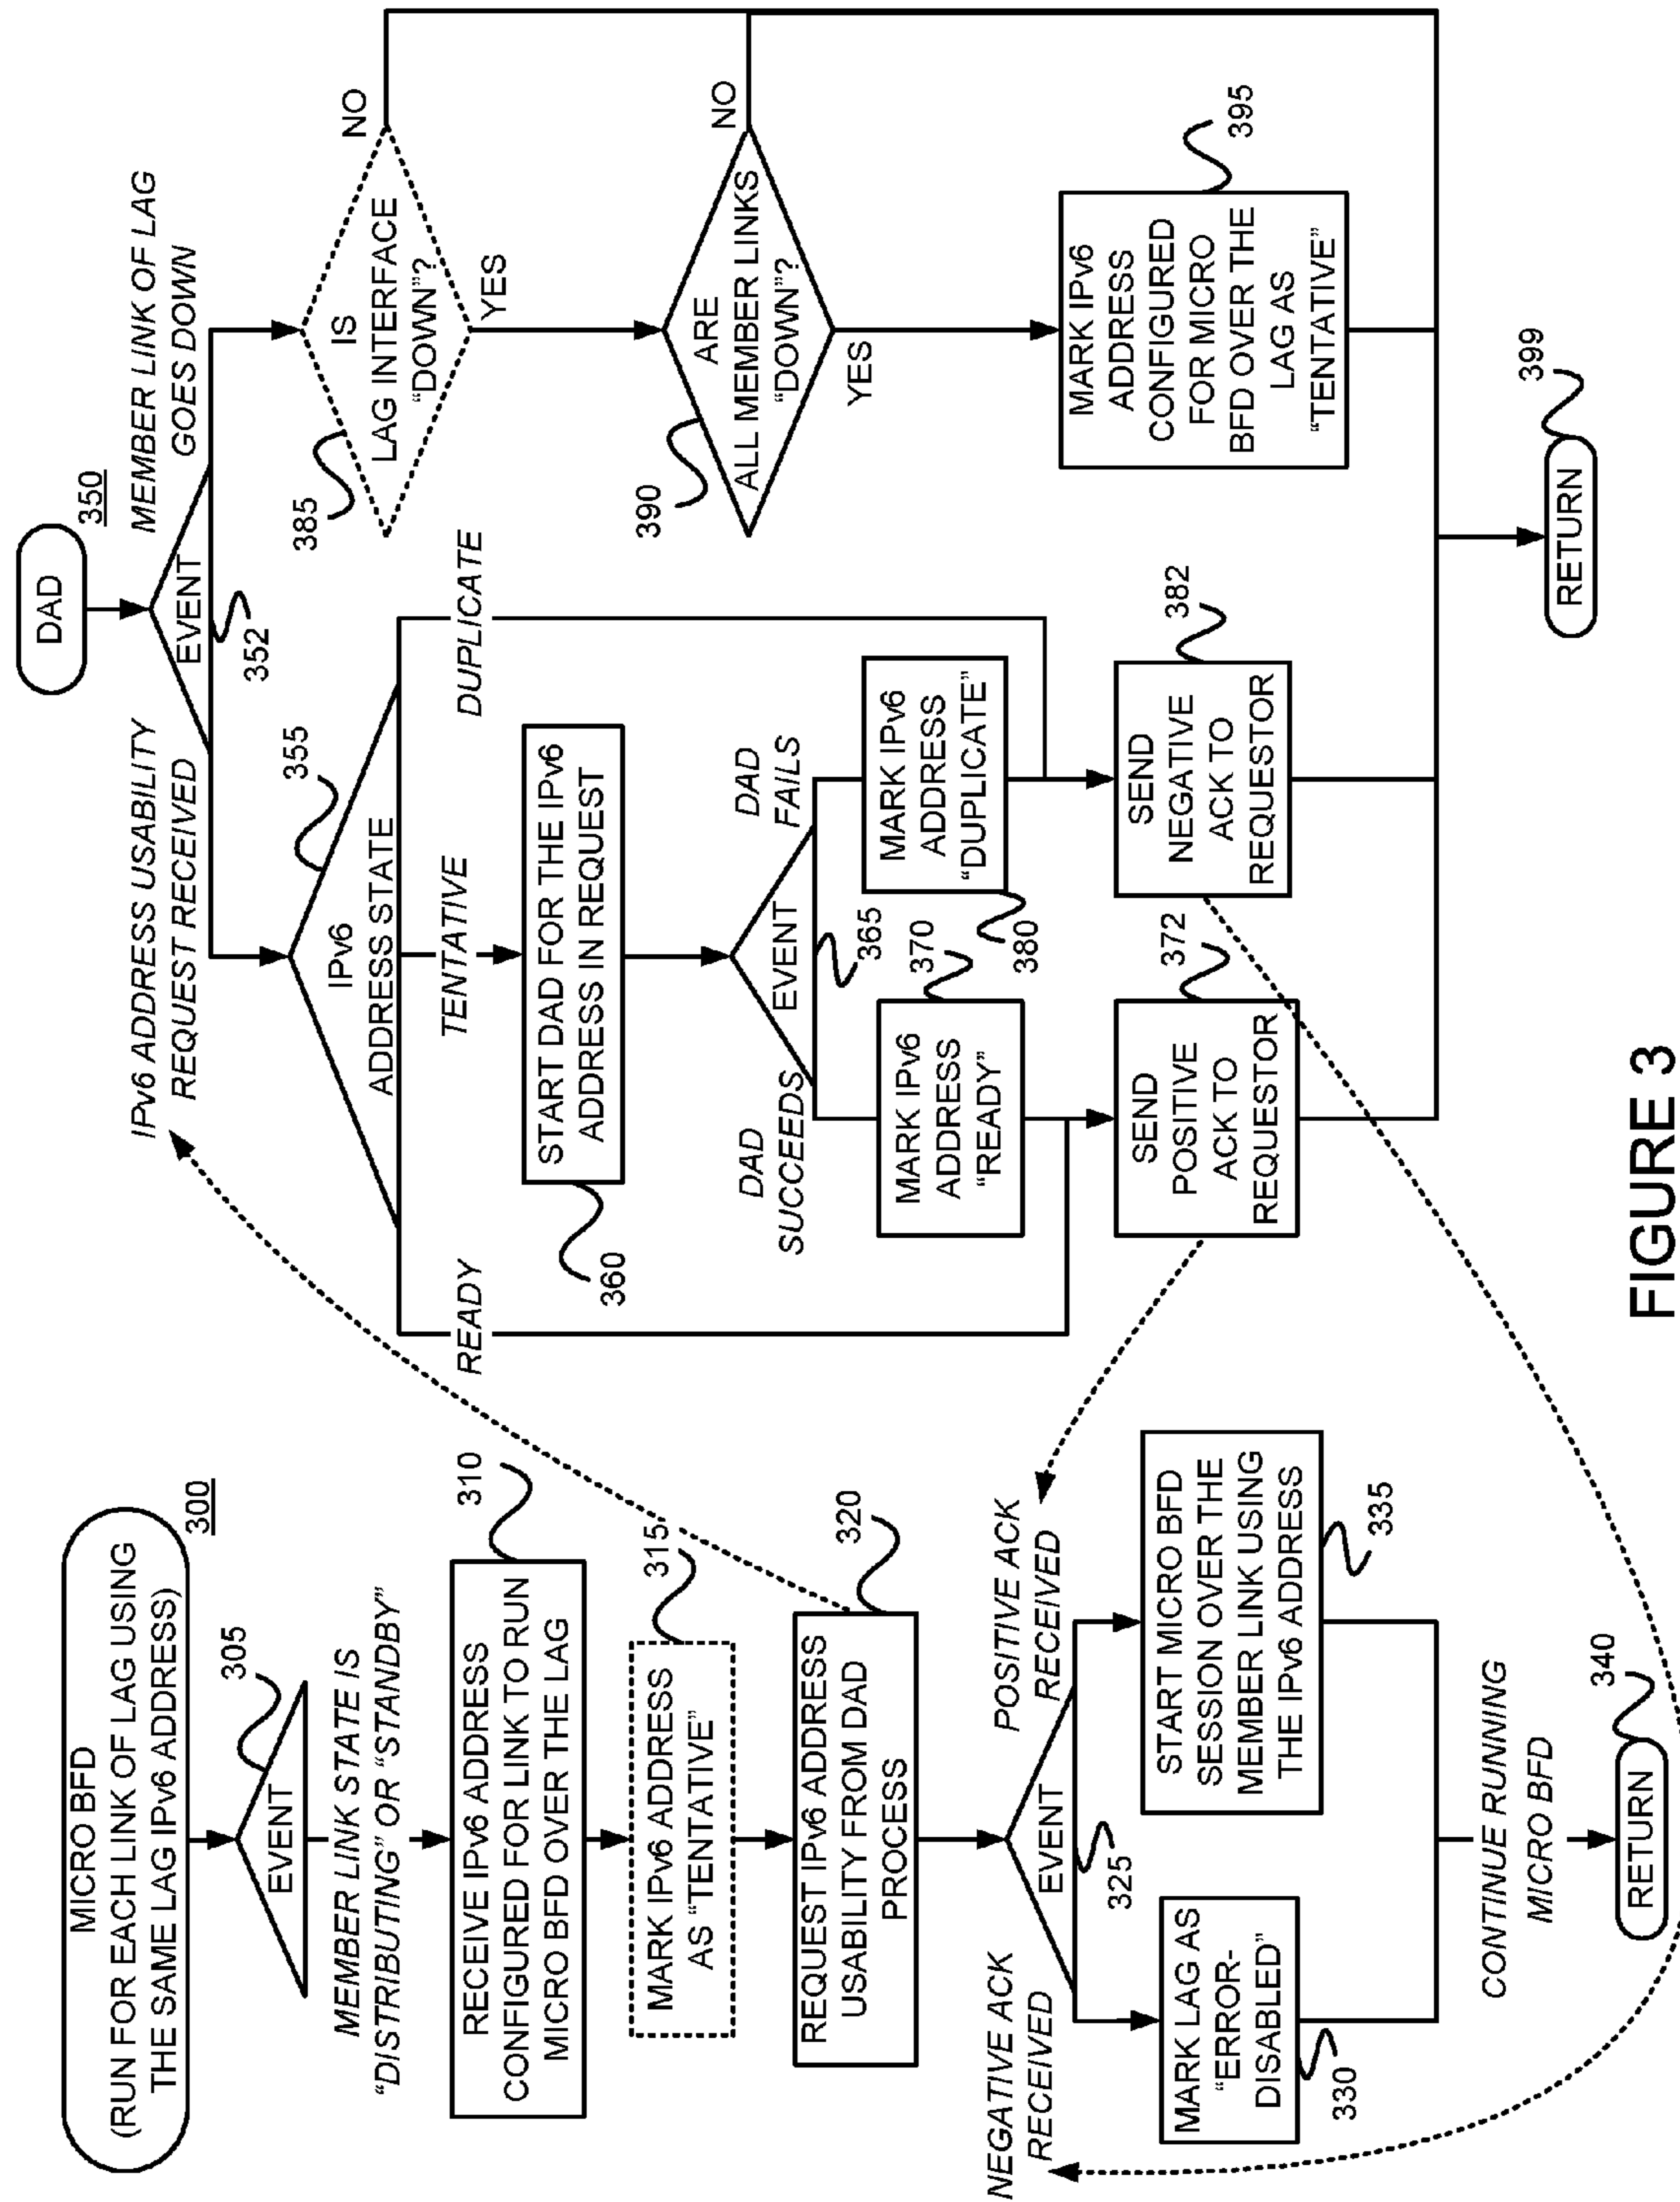 MICRO BFD
(RUN FOR EACH LINK OF LAG USING
THE SAME LAG IPv6 ADDRESS)
300
EVENT
305
MEMBER LINK STATE IS
“DISTRIBUTING” OR “STANDBY”
RECEIVE IPv6 ADDRESS
CONFIGURED FOR LINK TO RUN
MICRO BFD OVER THE LAG
310
MARK IPv6 ADDRESS
AS “TENTATIVE”
315
REQUEST IPv6 ADDRESS
USABILITY FROM DAD
PROCESS
320
NEGATIVE ACK
RECEIVED
EVENT
325
POSITIVE ACK
RECEIVED
MARK LAG AS
“ERROR-
DISABLED”
330
START MICRO BFD
SESSION OVER THE
MEMBER LINK USING
THE IPv6 ADDRESS
335
CONTINUE RUNNING
MICRO BFD
RETURN
340
DAD
350
IPv6 ADDRESS USABILITY
REQUEST RECEIVED
EVENT
352
MEMBER LINK OF LAG
GOES DOWN
IPv6
ADDRESS STATE
355
READY
TENTATIVE
DUPLICATE
START DAD FOR THE IPv6
ADDRESS IN REQUEST
360
DAD
SUCCEEDS
EVENT
365
DAD
FAILS
MARK IPv6
ADDRESS
“READY”
370
MARK IPv6
ADDRESS
“DUPLICATE”
380
SEND
POSITIVE
ACK TO
REQUESTOR
372
SEND
NEGATIVE
ACK TO
REQUESTOR
382
IS
LAG INTERFACE
“DOWN”?
385
NO
YES
ARE
ALL MEMBER LINKS
“DOWN”?
390
NO
YES
MARK IPv6
ADDRESS
CONFIGURED
FOR MICRO
BFD OVER THE
LAG AS
“TENTATIVE”
395
RETURN
399
FIGURE 3